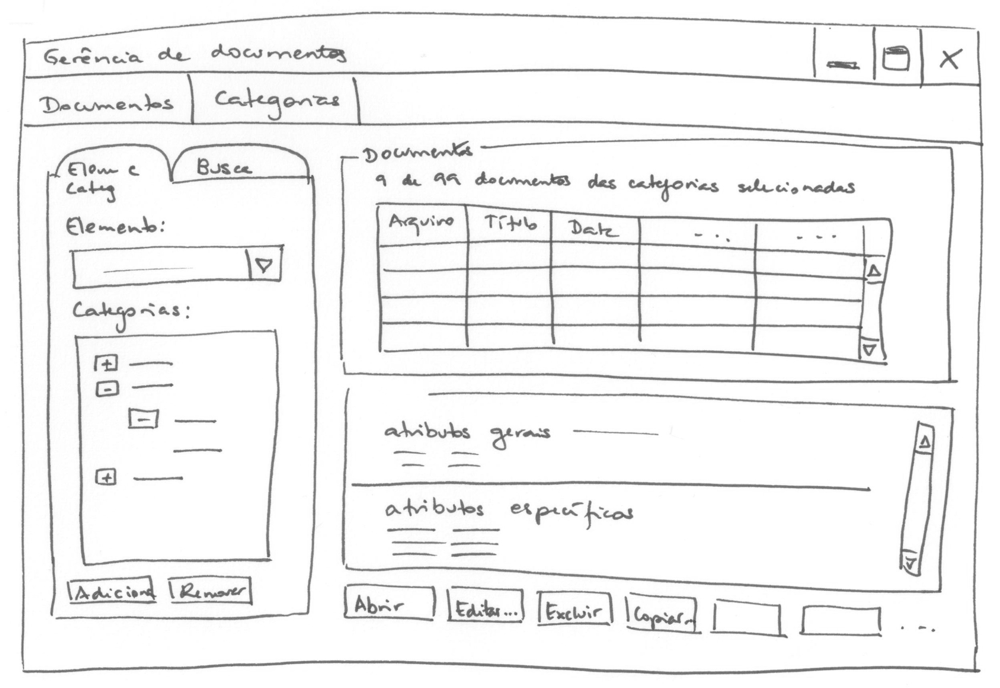 Gerência de documentos
Documentos
Categorias
Elem e
Categ
Busca
Elemento:
Categorias:
+
-
-
+
Adiciona
Remover
Documentos
9 de 99 documentos das categorias selecionadas
Arquivo Título Data ... ...
atributos gerais
atributos específicos
Abrir
Editar...
Excluir
Copiar...
...